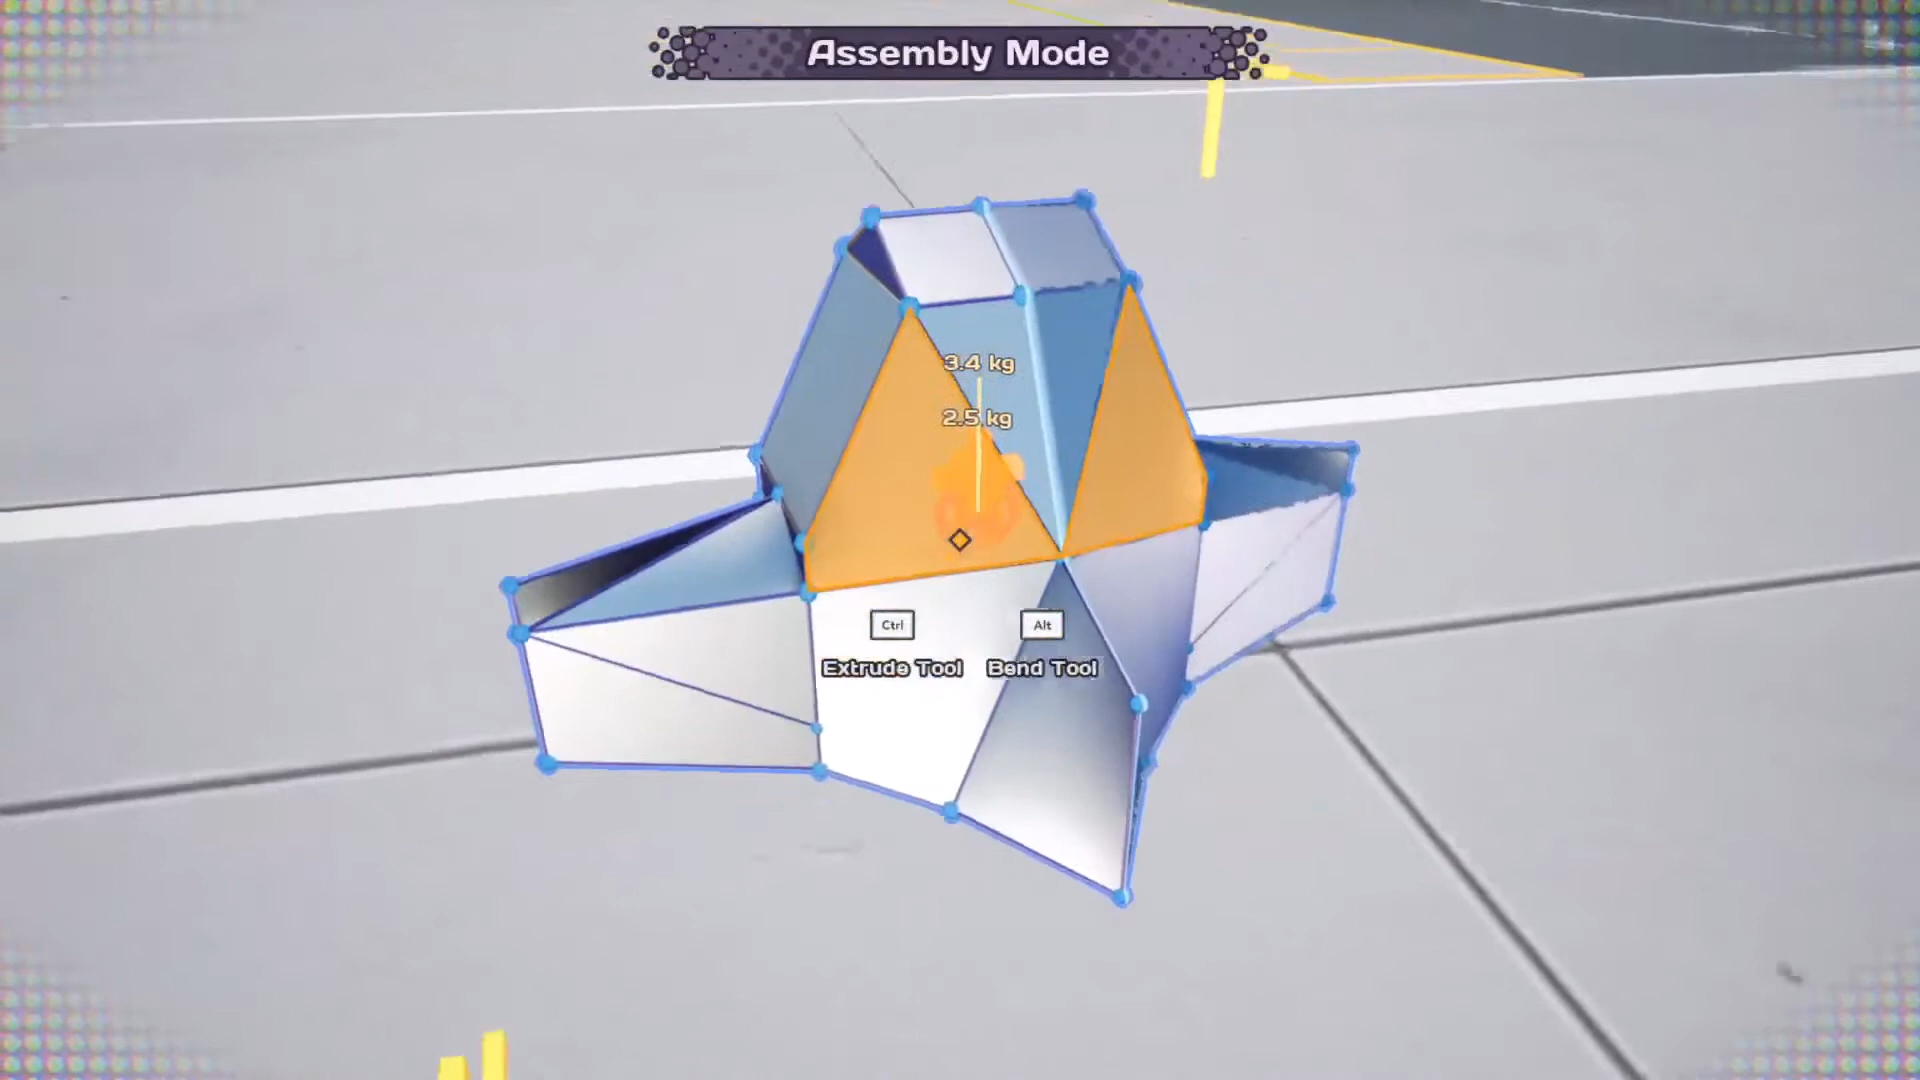 Assembly Mode
3.4 kg
2.5 kg
Ctrl Alt
Extrude Tool Bend Tool